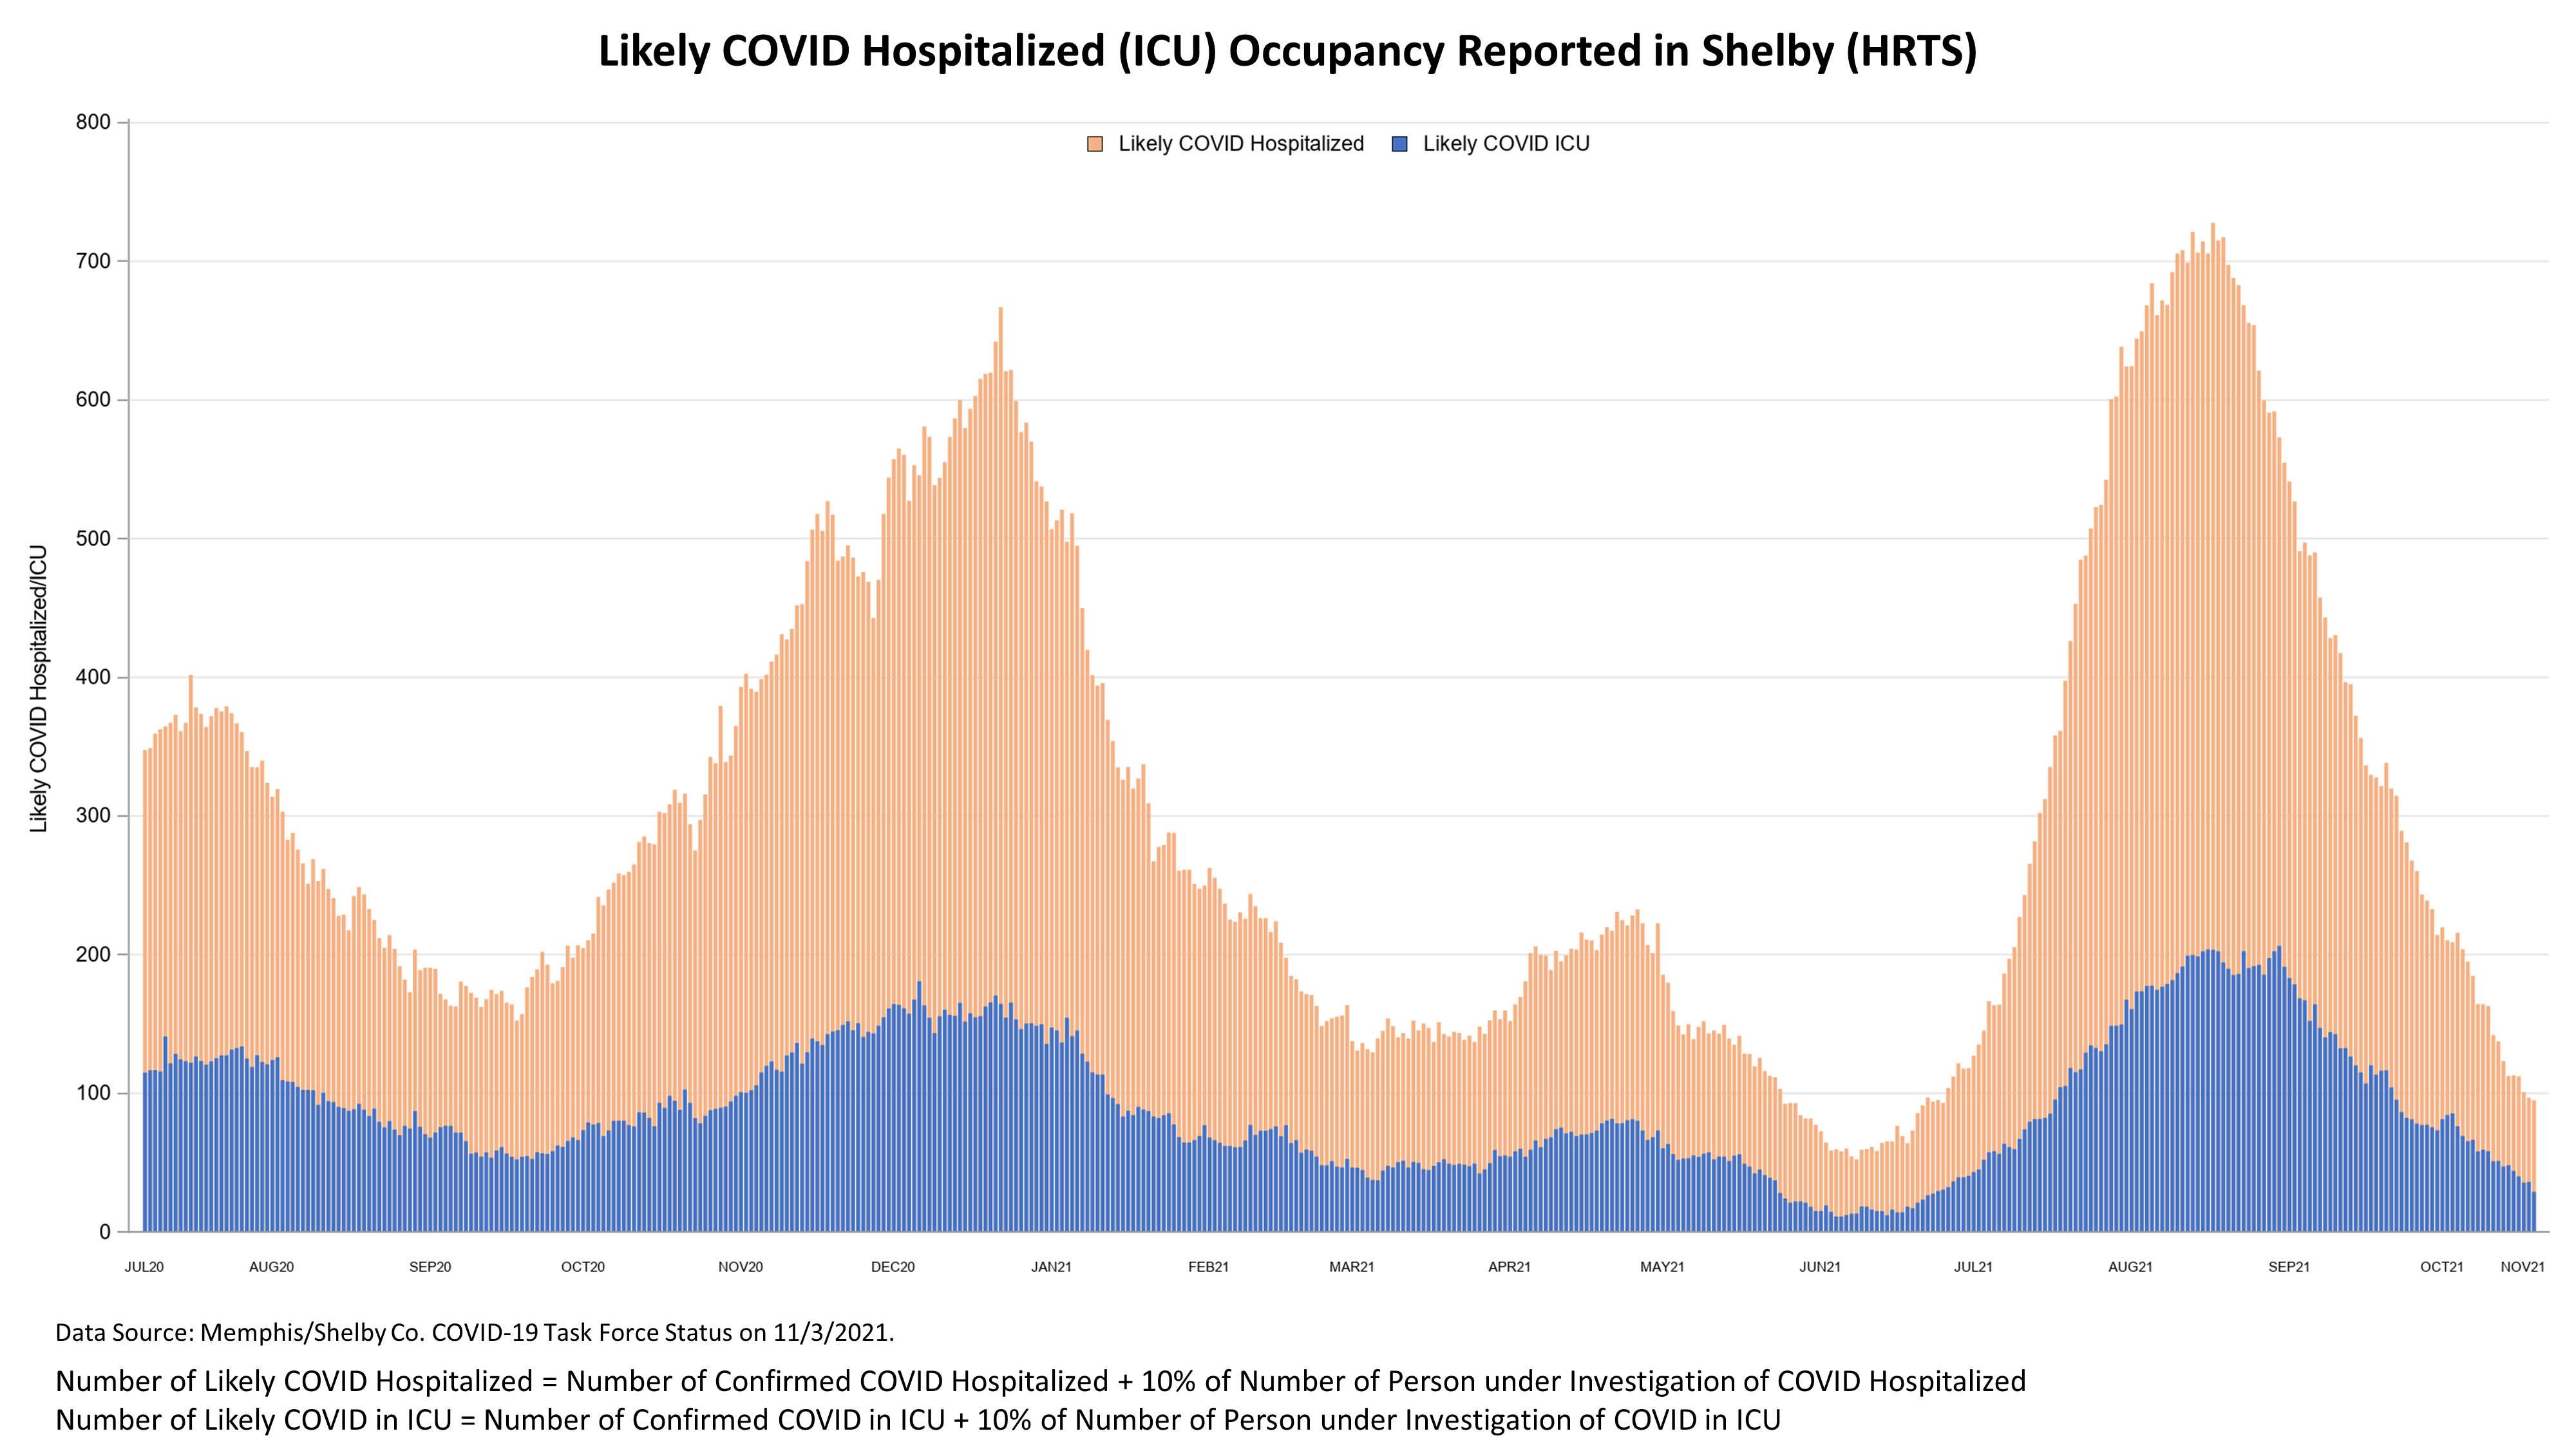 Likely COVID Hospitalized (ICU) Occupancy Reported in Shelby (HRTS)
Likely COVID Hospitalized Likely COVID ICU
Likely COVID Hospitalized/ICU
800
700
600
500
400
300
200
100
0
JUL20 AUG20 SEP20 OCT20 NOV20 DEC20 JAN21 FEB21 MAR21 APR21 MAY21 JUN21 JUL21 AUG21 SEP21 OCT21 NOV21
Data Source: Memphis/Shelby Co. COVID-19 Task Force Status on 11/3/2021.
Number of Likely COVID Hospitalized = Number of Confirmed COVID Hospitalized + 10% of Number of Person under Investigation of COVID Hospitalized
Number of Likely COVID in ICU = Number of Confirmed COVID in ICU + 10% of Number of Person under Investigation of COVID in ICU